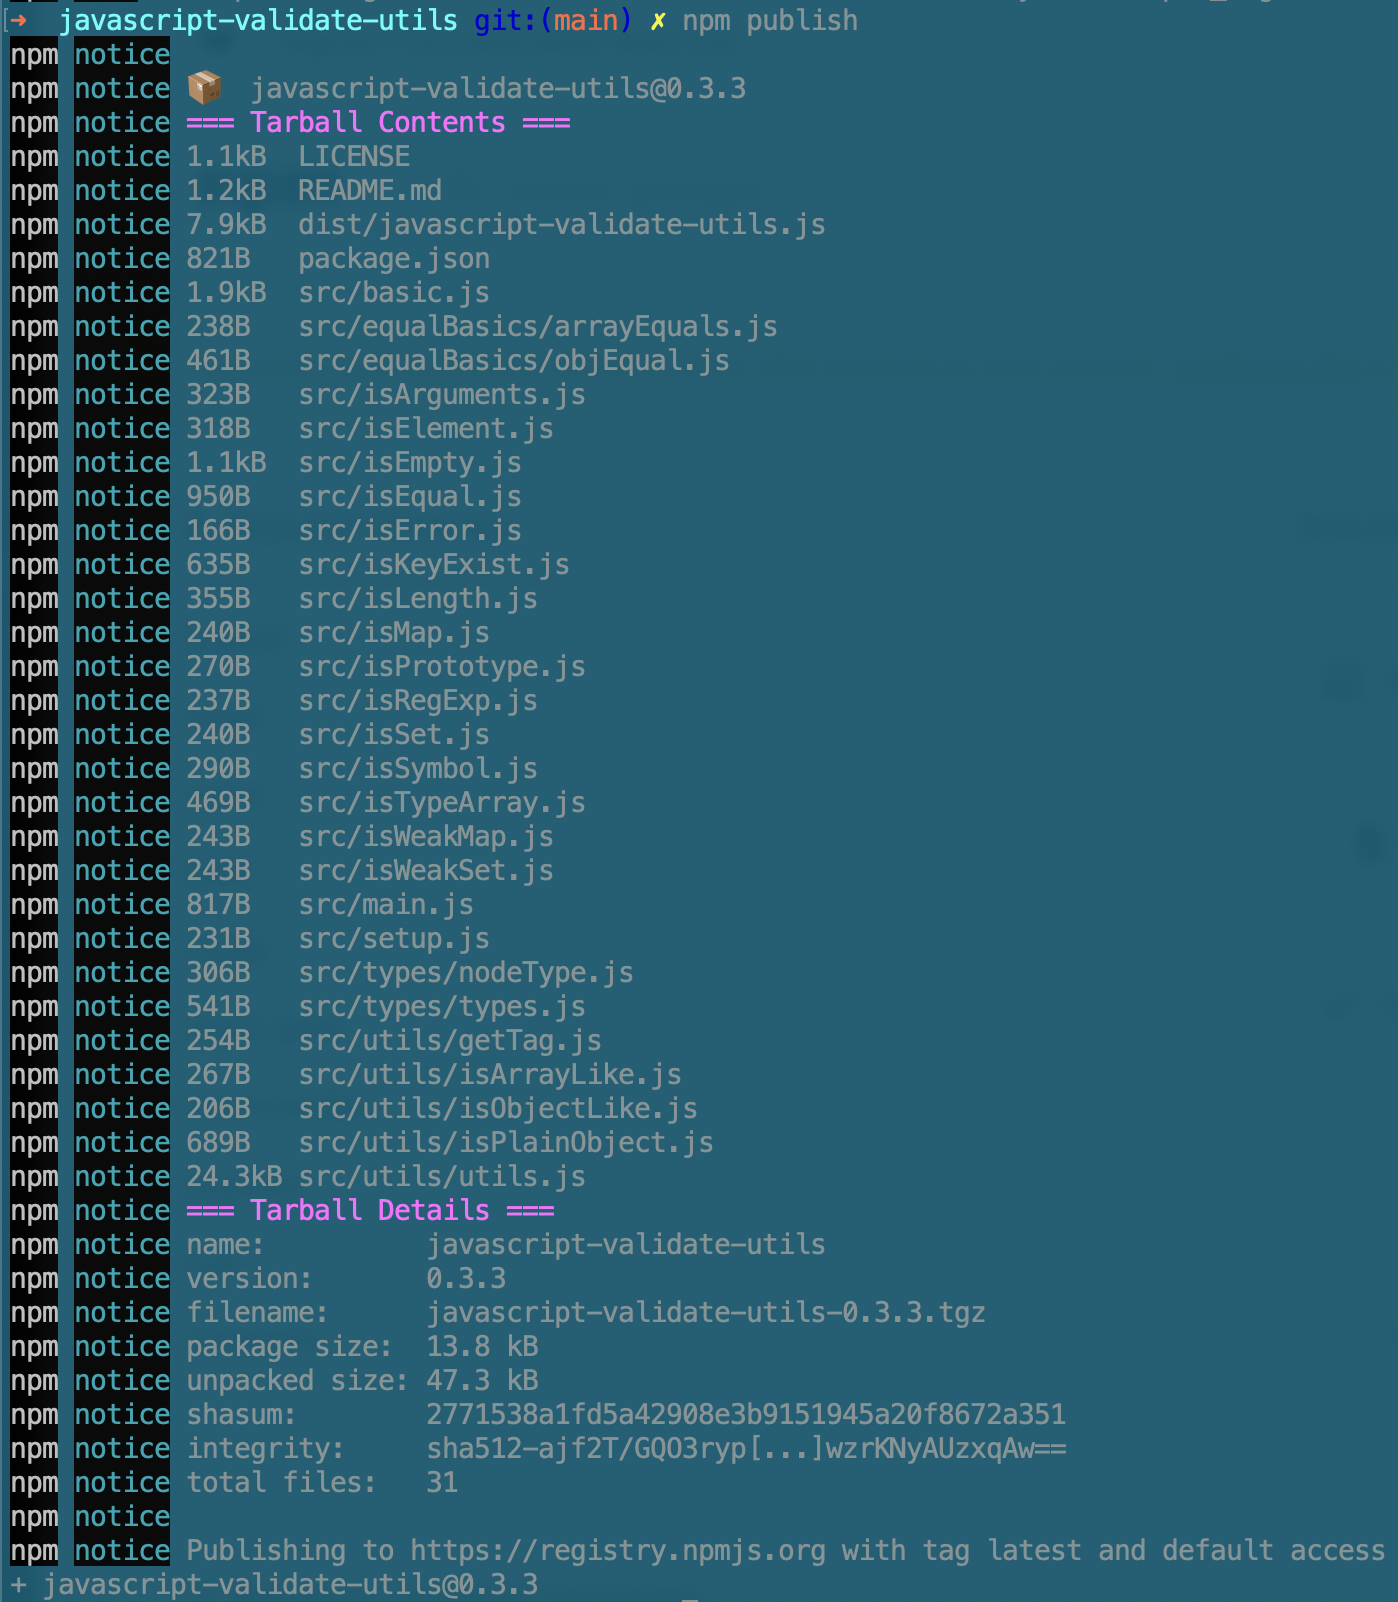 ➜ javascript-validate-utils git:(main) ✗ npm publish
npm notice
npm notice 📦 javascript-validate-utils@0.3.3
npm notice === Tarball Contents ===
npm notice 1.1kB LICENSE
npm notice 1.2kB README.md
npm notice 7.9kB dist/javascript-validate-utils.js
npm notice 821B package.json
npm notice 1.9kB src/basic.js
npm notice 238B src/equalBasics/arrayEquals.js
npm notice 461B src/equalBasics/objEqual.js
npm notice 323B src/isArguments.js
npm notice 318B src/isElement.js
npm notice 1.1kB src/isEmpty.js
npm notice 950B src/isEqual.js
npm notice 166B src/isError.js
npm notice 635B src/isKeyExist.js
npm notice 355B src/isLength.js
npm notice 240B src/isMap.js
npm notice 270B src/isPrototype.js
npm notice 237B src/isRegExp.js
npm notice 240B src/isSet.js
npm notice 290B src/isSymbol.js
npm notice 469B src/isTypeArray.js
npm notice 243B src/isWeakMap.js
npm notice 243B src/isWeakSet.js
npm notice 817B src/main.js
npm notice 231B src/setup.js
npm notice 306B src/types/nodeType.js
npm notice 541B src/types/types.js
npm notice 254B src/utils/getTag.js
npm notice 267B src/utils/isArrayLike.js
npm notice 206B src/utils/isObjectLike.js
npm notice 689B src/utils/isPlainObject.js
npm notice 24.3kB src/utils/utils.js
npm notice === Tarball Details ===
npm notice name: javascript-validate-utils
npm notice version: 0.3.3
npm notice filename: javascript-validate-utils-0.3.3.tgz
npm notice package size: 13.8 kB
npm notice unpacked size: 47.3 kB
npm notice shasum: 2771538a1fd5a42908e3b9151945a20f8672a351
npm notice integrity: sha512-ajf2T/GQO3ryp[...]wzrKNyAUzxqAw==
npm notice total files: 31
npm notice
npm notice Publishing to https://registry.npmjs.org with tag latest and default access
+ javascript-validate-utils@0.3.3